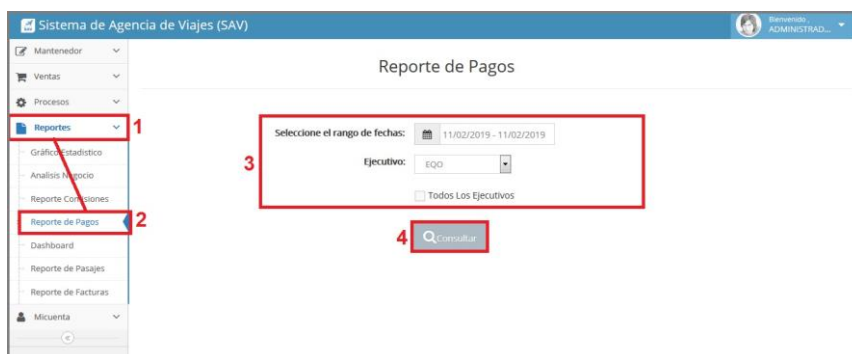 Sistema de Agencia de Viajes (SAV)
Bienvenido ,
ADMINISTRAD...
Mantenedor
Ventas
Procesos
Reportes
1
Gráfico Estadistico
Analisis Negocio
Reporte Comisiones
Reporte de Pagos
2
Dashboard
Reporte de Pasajes
Reporte de Facturas
Micuenta
Reporte de Pagos
3
Seleccione el rango de fechas: 11/02/2019 - 11/02/2019
Ejecutivo: EQO
Todos Los Ejecutivos
4
Consultar